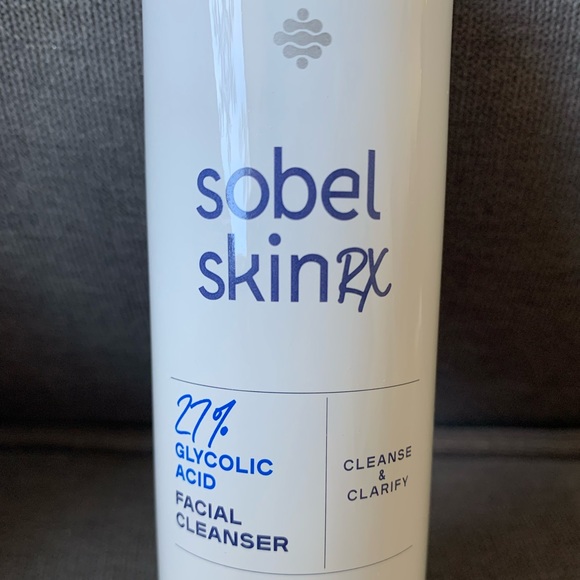 sobel
skinRX
27%
GLYCOLIC
ACID
FACIAL
CLEANSER
CLEANSE
&
CLARIFY